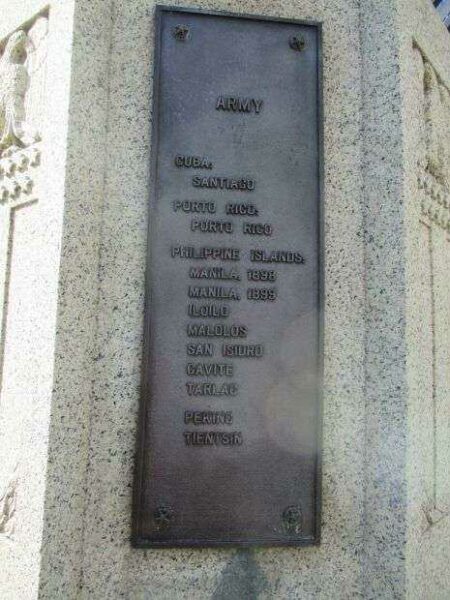 ARMY
CUBA.
SANTIAGO
PORTO RICO.
PORTO RICO
PHILIPPINE ISLANDS.
MANILA, 1898
MANILA, 1899
ILOILO
MALOLOS
SAN ISIDRO
CAVITE
TARLAC
PEKING
TIENTSIN